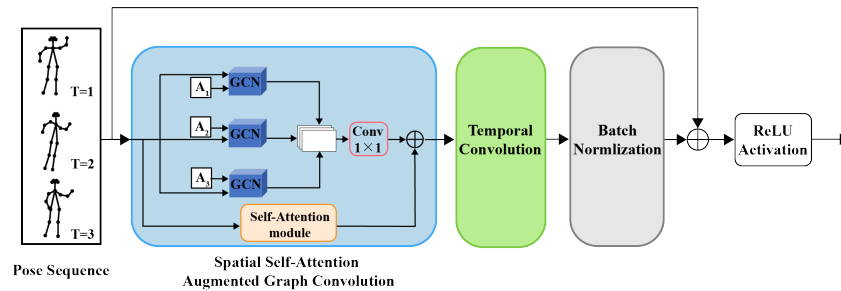 T=1
T=2
T=3
Pose Sequence
A1
GCN
A2
GCN
A3
GCN
Conv
1×1
Self-Attention
module
Spatial Self-Attention
Augmented Graph Convolution
Temporal
Convolution
Batch
Normlization
ReLU
Activation